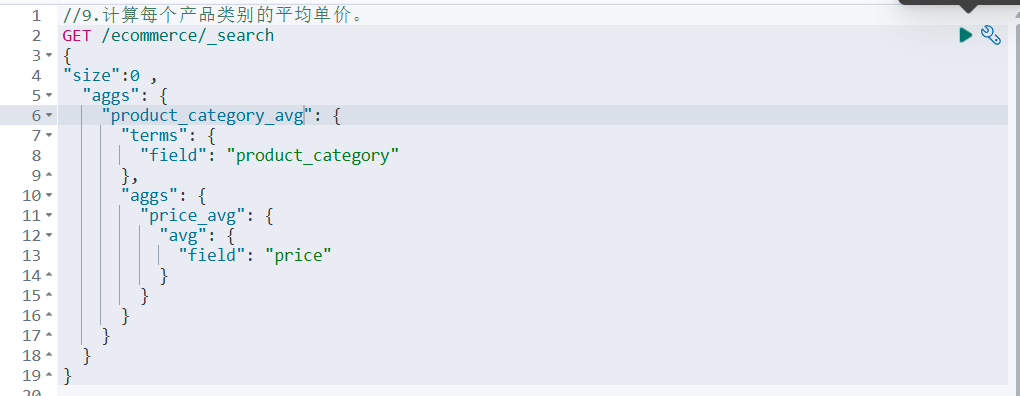 1 //9.计算每个产品类别的平均单价。
2 GET /ecommerce/_search
3 {
4 "size":0 ,
5 "aggs": {
6 "product_category_avg": {
7 "terms": {
8 "field": "product_category"
9 },
10 "aggs": {
11 "price_avg": {
12 "avg": {
13 "field": "price"
14 }
15 }
16 }
17 }
18 }
19 }
20